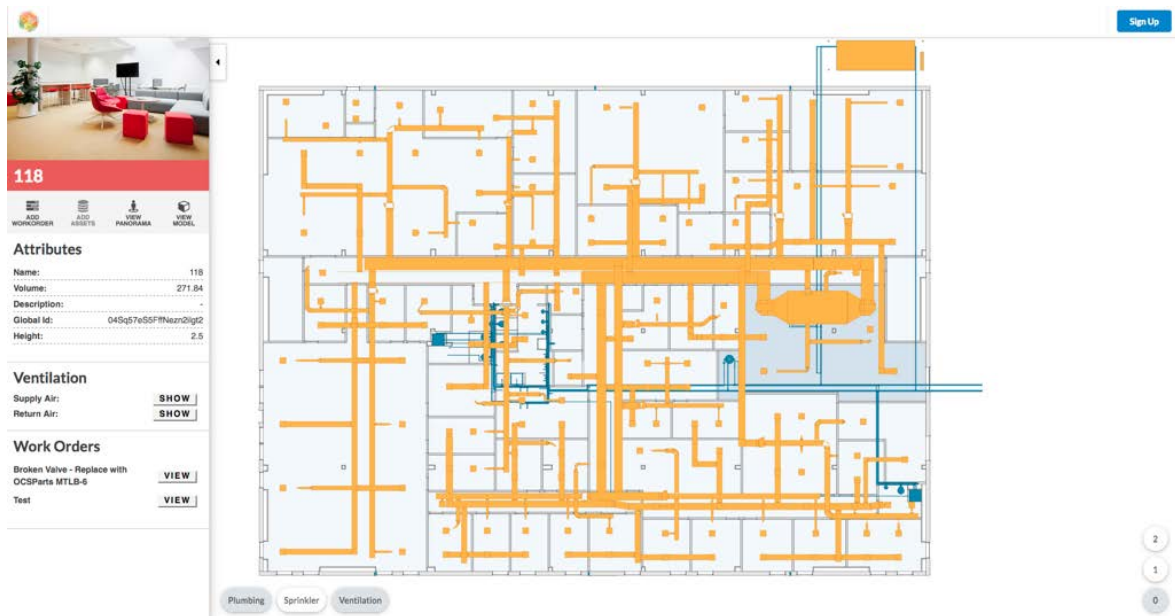 Sign Up
118
ADD
WORKORDER
ADD
ASSETS
VIEW
PANORAMA
VIEW
MODEL
Attributes
Name: 118
Volume: 271.84
Description: -
Global Id:
Height: 2.5
Ventilation
Supply Air: SHOW
Return Air: SHOW
Work Orders
Broken Valve - Replace with
OCSParts MTLB-6 VIEW
Test VIEW
Plumbing Sprinkler Ventilation
2
1
0